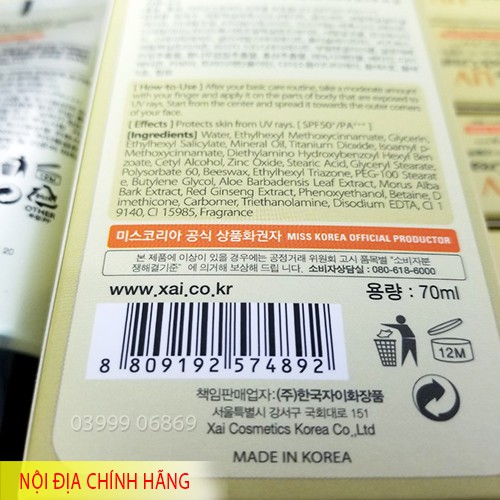 [ How-to-Use ] After your basic care routine, take a moderate amount
with your finger and apply it on the parts of body that are exposed to
UV rays. Start from the center and spread it towards the outer corners
of your face.
[ Effects ] Protects skin from UV rays. [SPF50+/PA+++]
[Ingredients] Water, Ethylhexyl Methoxycinnamate, Glycerin,
Ethylhexyl Salicylate, Mineral Oil, Titanium Dioxide, Isoamyl p-
Methoxycinnamate, Diethylamino Hydroxybenzoyl Hexyl Benz-
zoate, Cetyl Alcohol, Zinc Oxide, Stearic Acid, Glyceryl Stearate,
Polysorbate 60, Beeswax, Ethylhexyl Triazone, PEG-100 Stearat
e, Butylene Glycol, Aloe Barbadensis Leaf Extract, Morus Alba
Bark Extract, Red Ginseng Extract, Phenoxyethanol, Betaine, D
imethicone, Carbomer, Triethanolamine, Disodium EDTA, CI 1
9140, CI 15985, Fragrance
미스코리아 공식 상품화권자 MISS KOREA OFFICIAL PRODUCTOR
본 제품에 이상이 있을 경우에는 공정거래 위원회 고시 품목별 "소비자분
쟁해결기준" 에 의거해 보상해 드립니다. 소비자상담실 : 080-618-6000
www.xai.co.kr
용량 : 70ml
12M
8 809192 574892
책임판매업자: (주)한국자이화장품
서울특별시 강서구 국회대로 151
Xai Cosmetics Korea Co.,Ltd
MADE IN KOREA
03999 06869
12M
OTHER
NỘI ĐỊA CHÍNH HÃNG